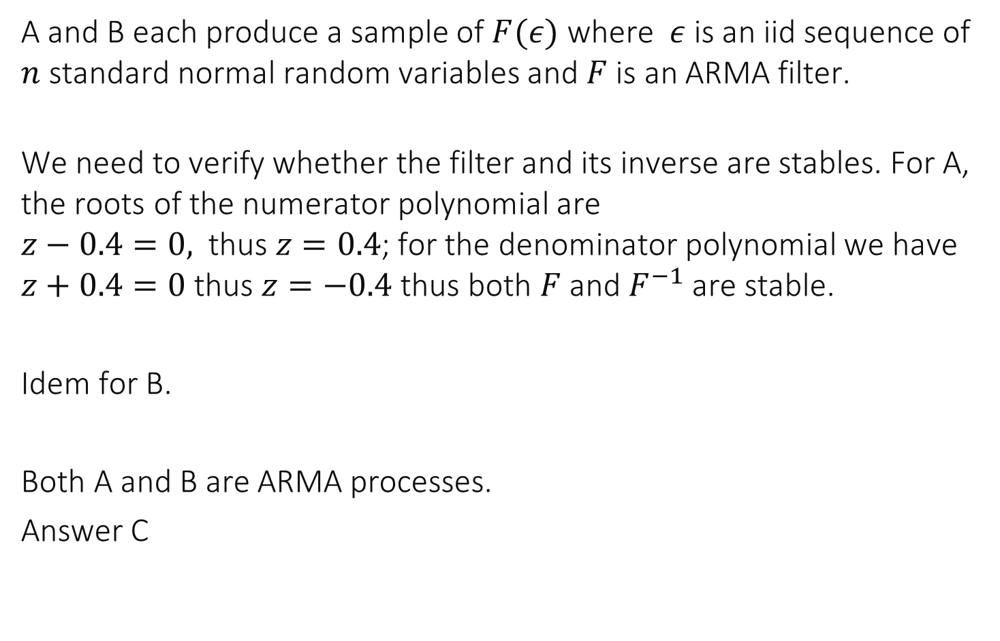 A and B each produce a sample of F(ϵ) where ϵ is an iid sequence of
n standard normal random variables and F is an ARMA filter.
We need to verify whether the filter and its inverse are stables. For A,
the roots of the numerator polynomial are
z − 0.4 = 0, thus z = 0.4; for the denominator polynomial we have
z + 0.4 = 0 thus z = −0.4 thus both F and F⁻¹ are stable.
Idem for B.
Both A and B are ARMA processes.
Answer C